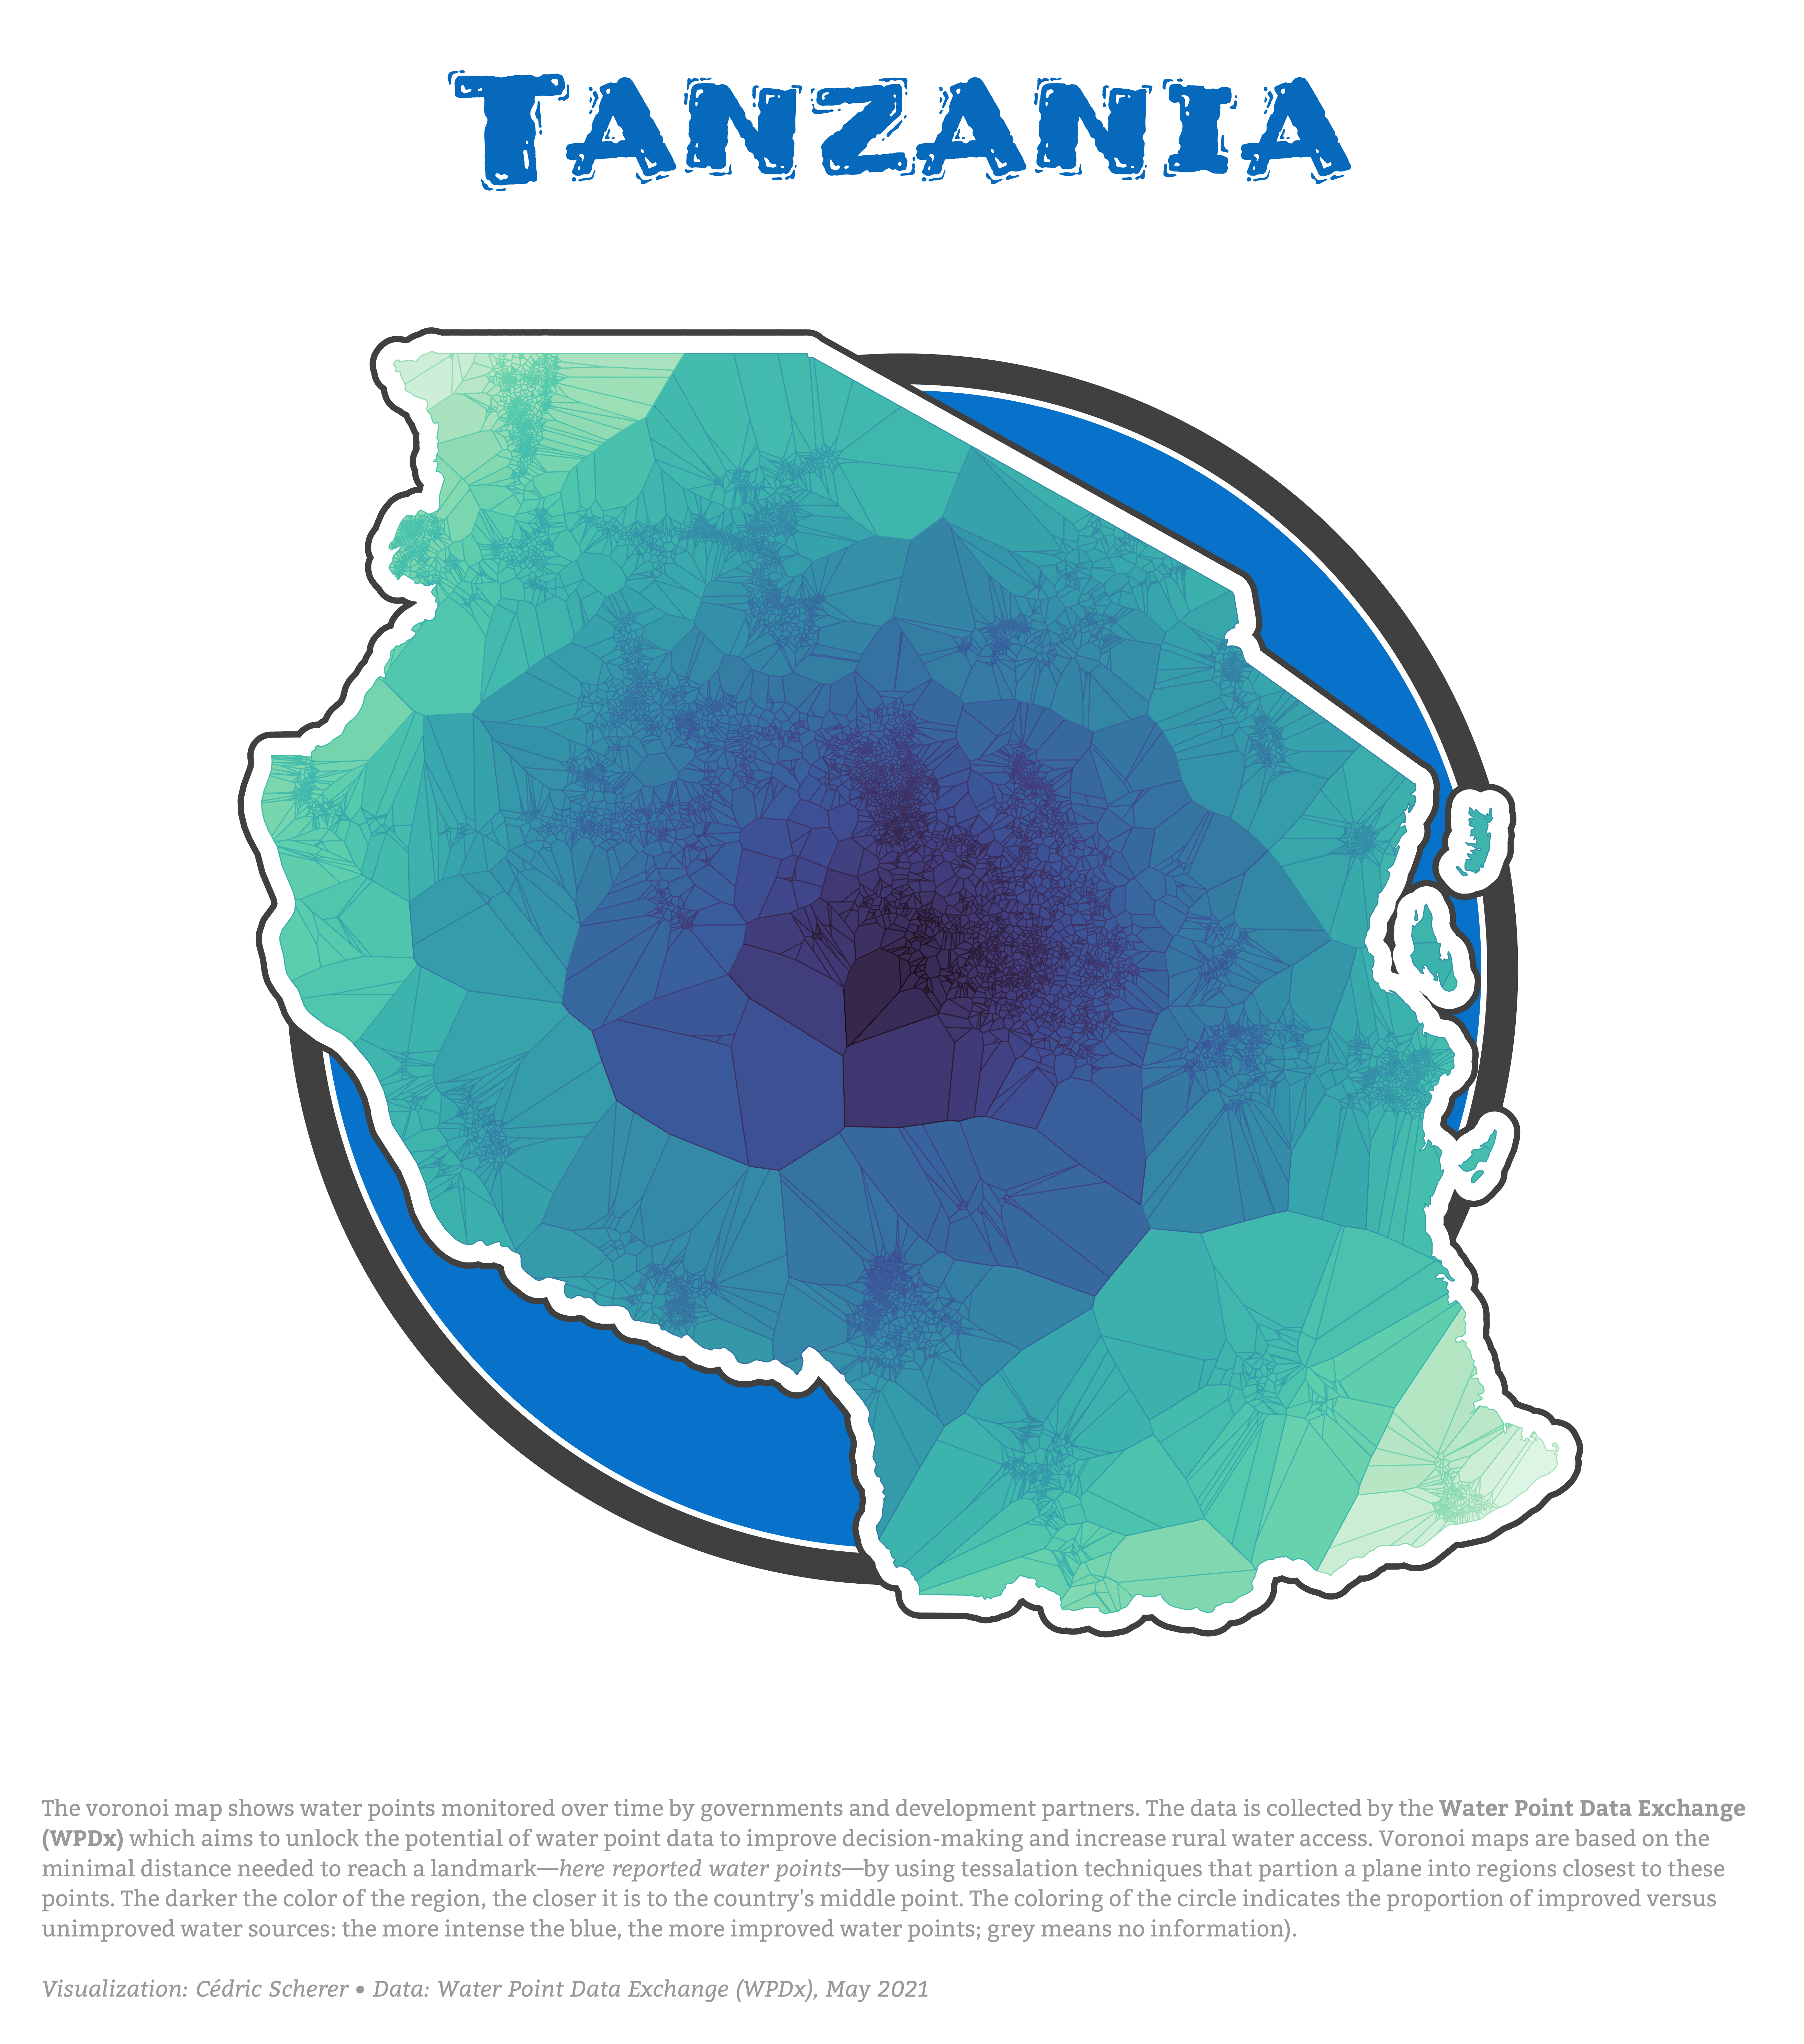 TANZANIA
The voronoi map shows water points monitored over time by governments and development partners. The data is collected by the Water Point Data Exchange
(WPDx) which aims to unlock the potential of water point data to improve decision-making and increase rural water access. Voronoi maps are based on the
minimal distance needed to reach a landmark—here reported water points—by using tessalation techniques that partion a plane into regions closest to these
points. The darker the color of the region, the closer it is to the country's middle point. The coloring of the circle indicates the proportion of improved versus
unimproved water sources: the more intense the blue, the more improved water points; grey means no information).
Visualization: Cédric Scherer • Data: Water Point Data Exchange (WPDx), May 2021